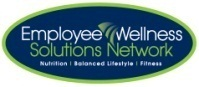 Employee Wellness
Solutions Network
Nutrition | Balanced Lifestyle | Fitness